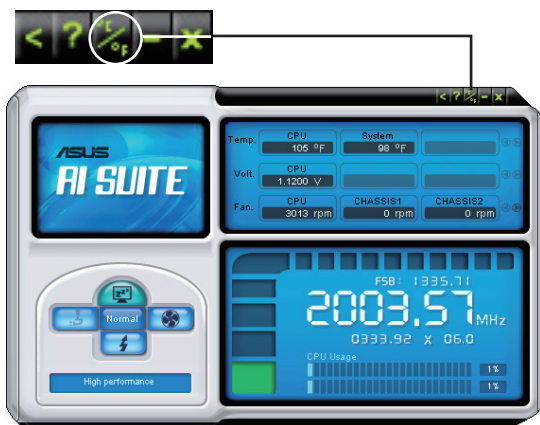 < ? °C/°F - x
< ? °C/°F - x
ASUS
AI SUITE
Temp. CPU 105 °F System 98 °F
Volt. CPU 1.1200 V
Fan. CPU 3013 rpm CHASSIS1 0 rpm CHASSIS2 0 rpm
zzz
Normal
High performance
FSB: 1335.71
2003.57 MHz
0333.92 x 06.0
CPU Usage
1%
1%